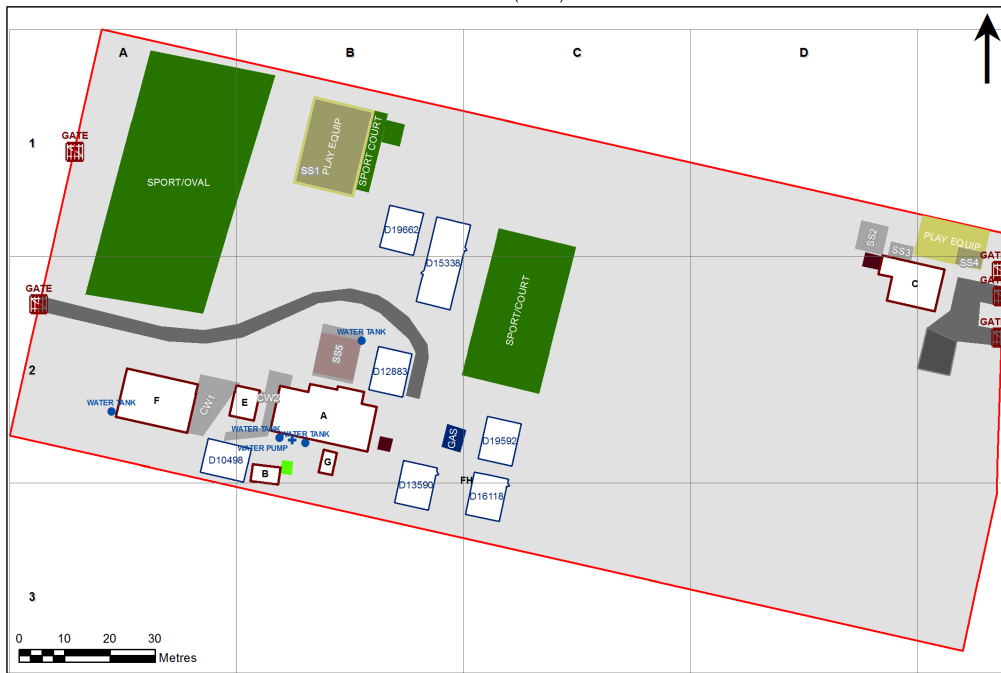 A
B
C
D
1
GATE
SPORT/OVAL
SS1
PLAY EQUIP
SPORT COURT
D19662
D15338
SS2
SS3
PLAY EQUIP
SS4
GATE
C
GATE
SPORT/COURT
WATER TANK
SS5
2
D12883
F
CW1
E
CW2
A
WATER TANK
WATER TANK
WATER TANK
WATER PUMP
GAS
D19592
D10498
B
G
D13590
FH
D16118
3
0 10 20 30
Metres